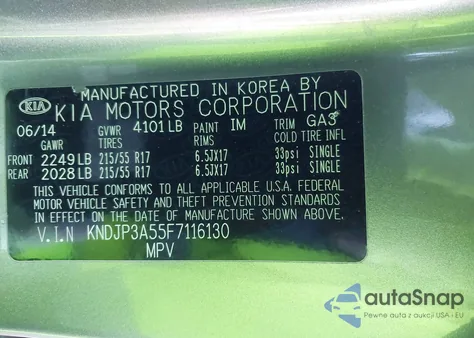 MANUFACTURED IN KOREA BY
KIA KIA MOTORS CORPORATION
06/14 GVWR 4101 LB PAINT IM TRIM GA3
GAWR TIRES RIMS COLD TIRE INFL
FRONT 2249 LB 215/55 R17 6.5JX17 33psi SINGLE
REAR 2028 LB 215/55 R17 6.5JX17 33psi SINGLE
THIS VEHICLE CONFORMS TO ALL APPLICABLE U.S.A. FEDERAL
MOTOR VEHICLE SAFETY AND THEFT PREVENTION STANDARDS
IN EFFECT ON THE DATE OF MANUFACTURE SHOWN ABOVE.
V.I.N KNDJP3A55F7116130
MPV
autoSnap
Pewne auta z aukcji USA i EU